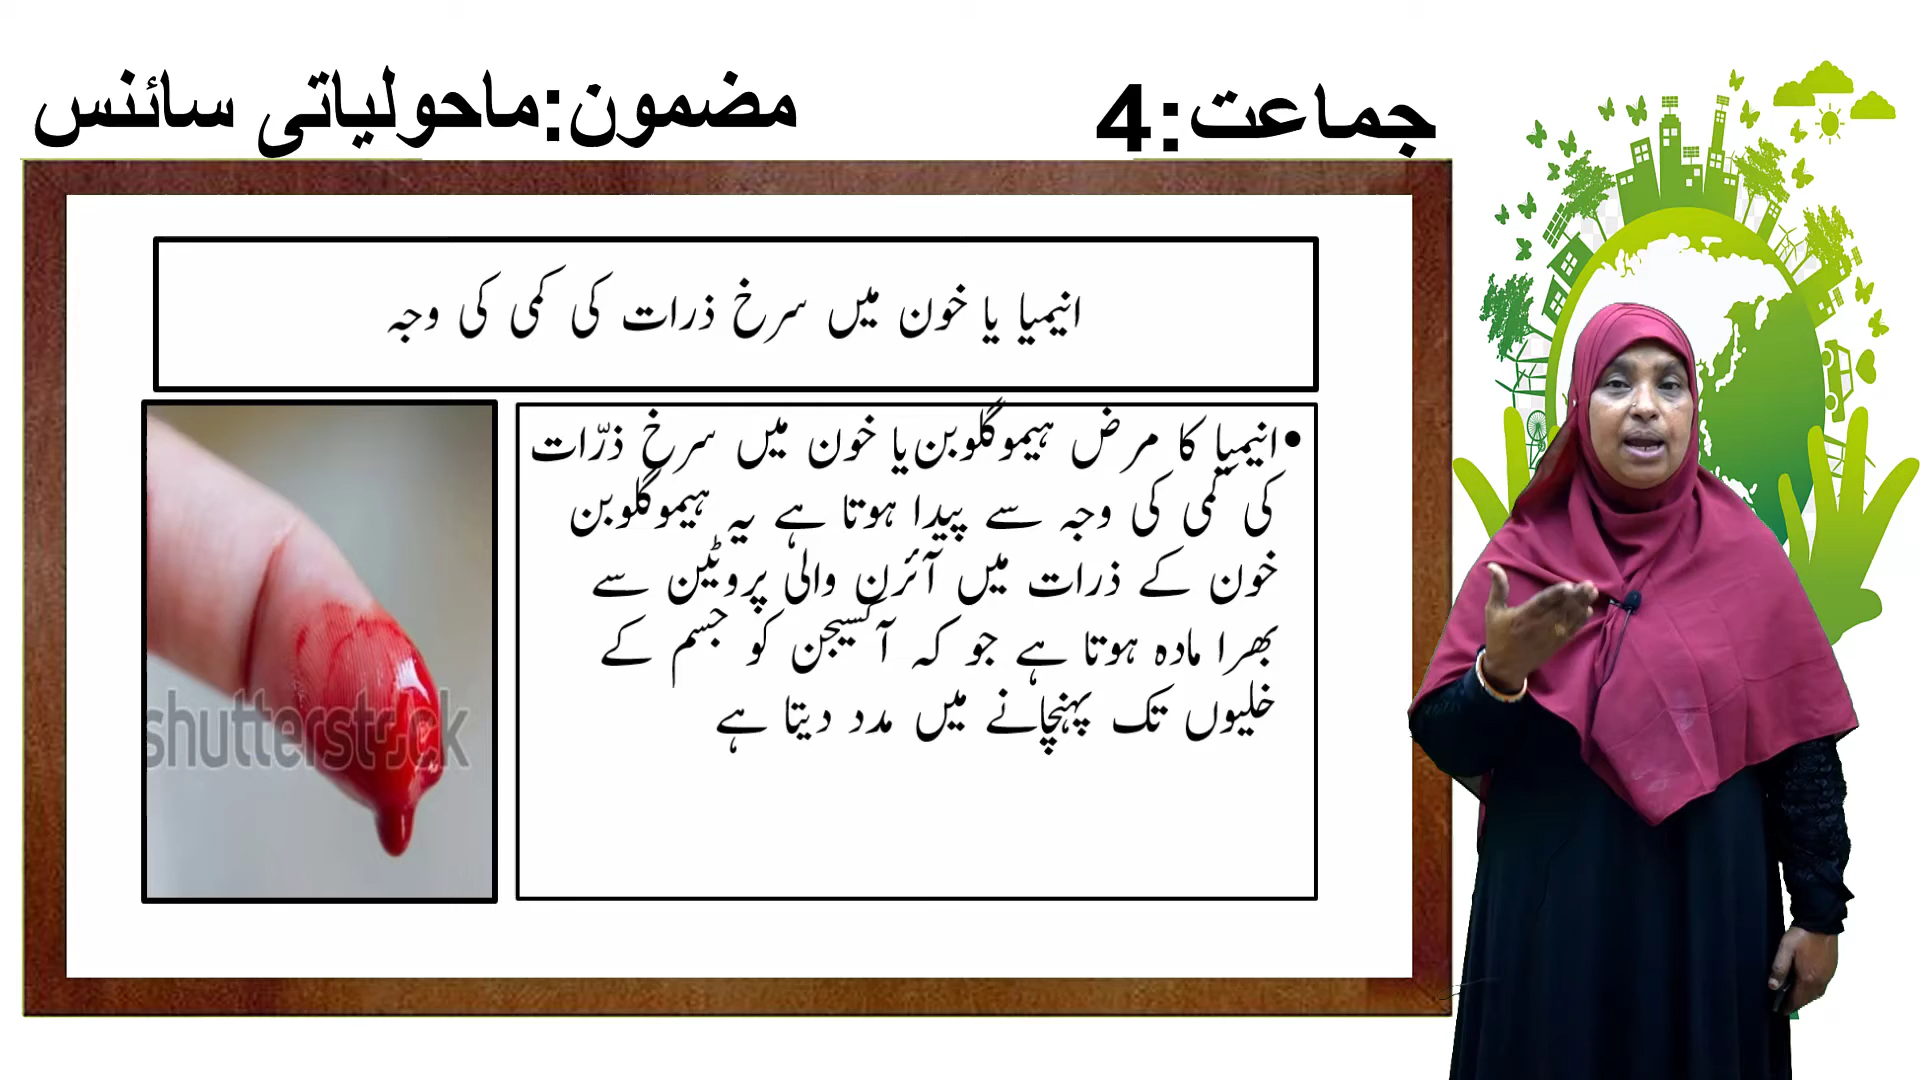 جماعت:4
مضمون:ماحولیاتی سائنس
انیمیا یا خون میں سرخ ذرات کی کمی کی وجہ
•انیمیا کا مرض ہیموگلوبن یا خون میں سرخ ذرّات
کی کمی کی وجہ سے پیدا ہوتا ہے یہ ہیموگلوبن
خون کے ذرات میں آئرن والی پروٹین سے
بھرا مادہ ہوتا ہے جو کہ آکسیجن کو جسم کے
خلیوں تک پہنچانے میں مدد دیتا ہے
shutterstock